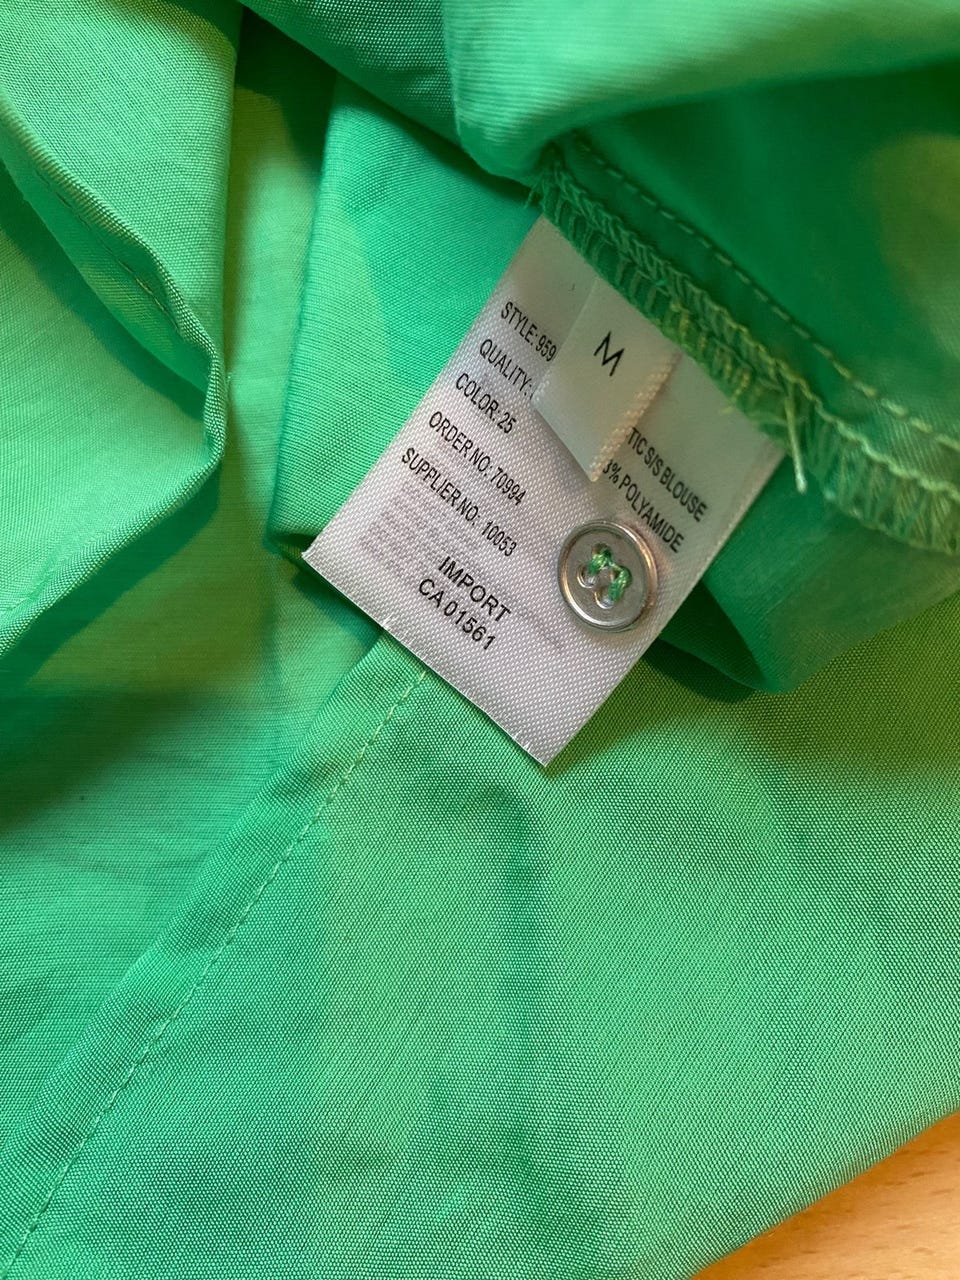 M
STYLE: 959
TIC S/S BLOUSE
QUALITY:
3% POLYAMIDE
COLOR: 25
ORDER NO: 70994
SUPPLIER NO. 10053
IMPORT
CA 01561